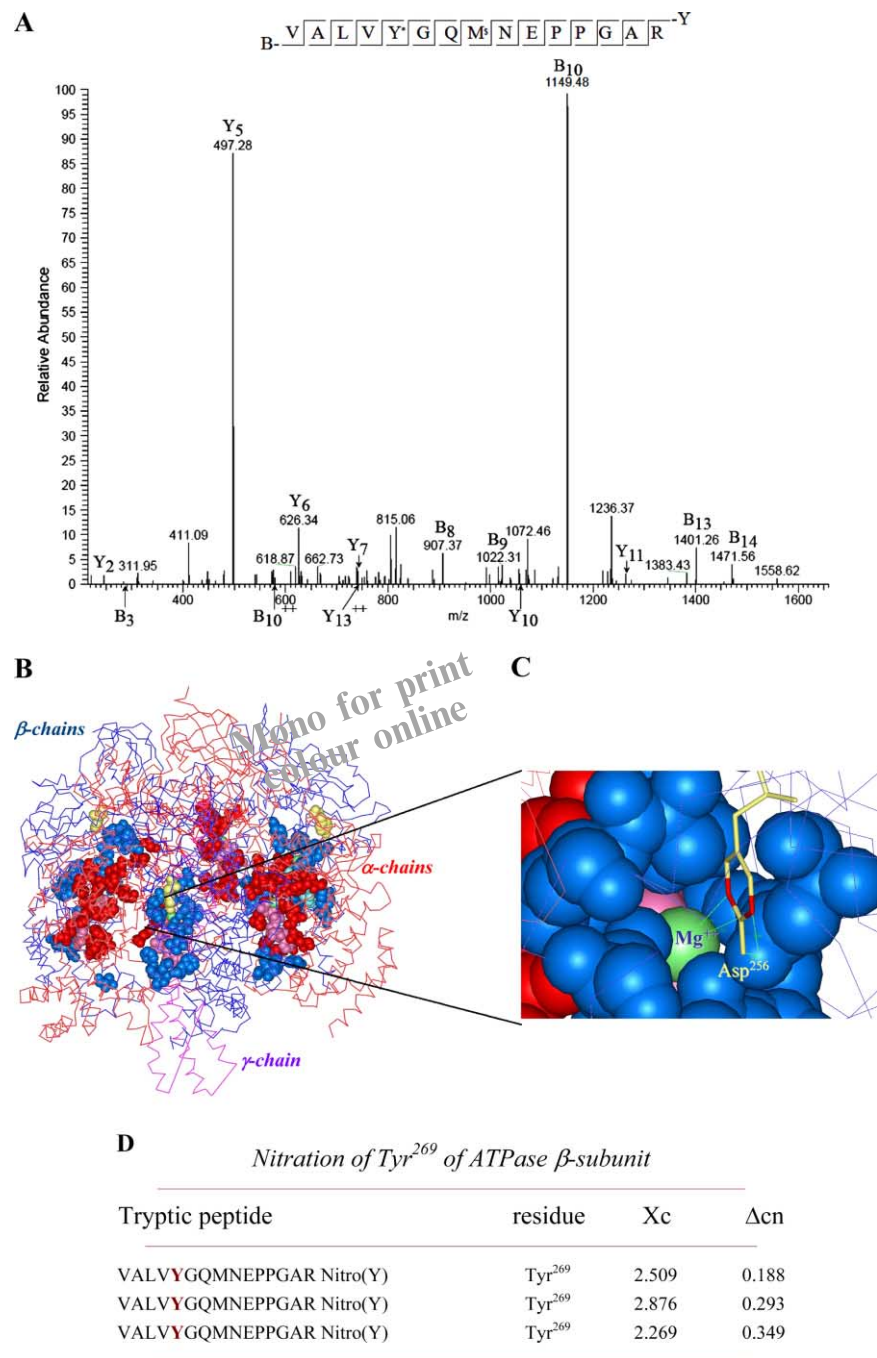 A
B- V A L V Y* G Q M§ N E P P G A R -Y
B10
1149.48
100
95
90
85
80
75
70
65
60
55
50
45
40
35
30
25
20
15
10
5
0
Relative Abundance
Y5
497.28
Y6
626.34
411.09
Y2
311.95
618.87
662.73
Y7
815.06
B8
907.37
B9
1022.31
1072.46
1236.37
Y11
B13
1401.26
1383.43
B14
1471.56
1558.62
400 600 800 1000 1200 1400 1600
m/z
B3
B10 ++
Y13 ++
Y10
B
C
Mono for print
colour online
β-chains
α-chains
γ-chain
Mg
Asp256
D
Nitration of Tyr269 of ATPase β-subunit
Tryptic peptide residue Xc Δcn
VALVYGQMNEPPGAR Nitro(Y) Tyr269 2.509 0.188
VALVYGQMNEPPGAR Nitro(Y) Tyr269 2.876 0.293
VALVYGQMNEPPGAR Nitro(Y) Tyr269 2.269 0.349